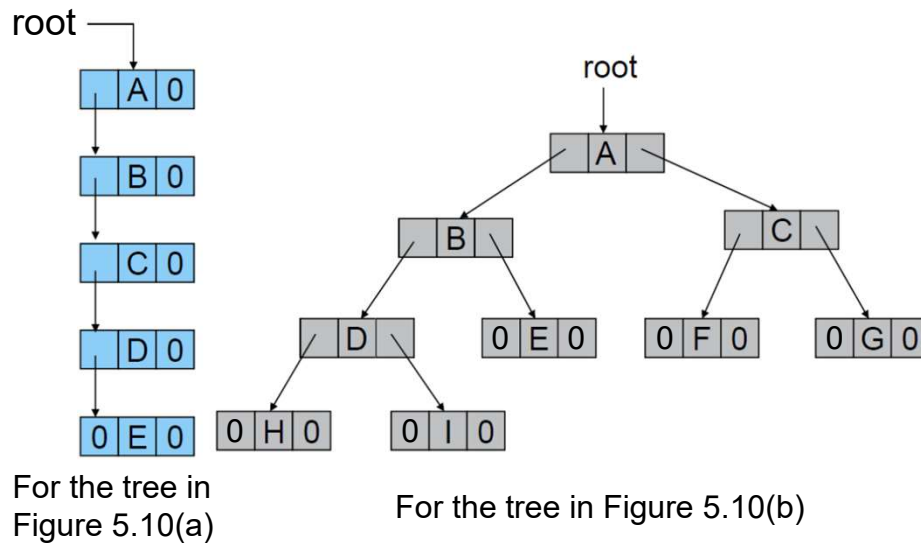 root
A 0
B 0
C 0
D 0
0 E 0
For the tree in
Figure 5.10(a)
root
A
B
C
D
0 E 0
0 F 0
0 G 0
0 H 0
0 I 0
For the tree in Figure 5.10(b)